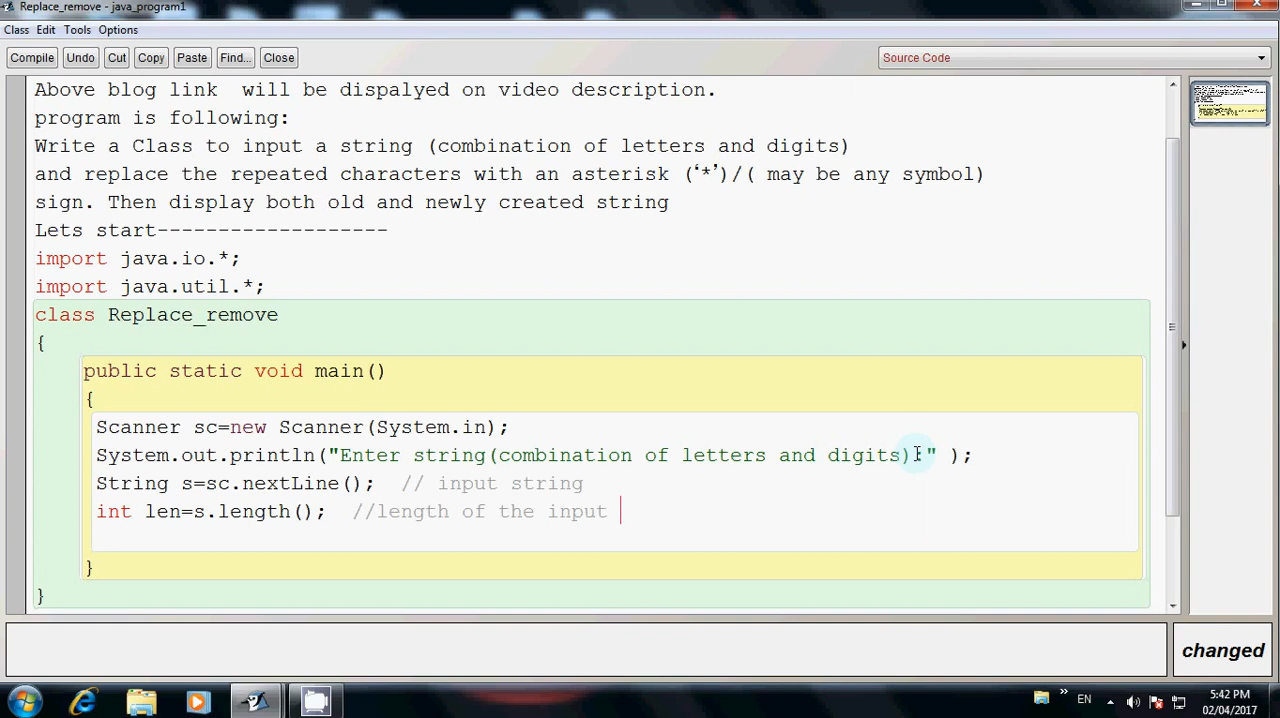 Replace_remove - java_program1
Class Edit Tools Options
Compile Undo Cut Copy Paste Find... Close Source Code
Above blog link will be dispalyed on video description.
program is following:
Write a Class to input a string (combination of letters and digits)
and replace the repeated characters with an asterisk (‘*’)/( may be any symbol)
sign. Then display both old and newly created string
Lets start-------------------
import java.io.*;
import java.util.*;
class Replace_remove
{
public static void main()
{
Scanner sc=new Scanner(System.in);
System.out.println("Enter string(combination of letters and digits):" );
String s=sc.nextLine(); // input string
int len=s.length(); //length of the input
}
}
changed
EN
5:42 PM
02/04/2017